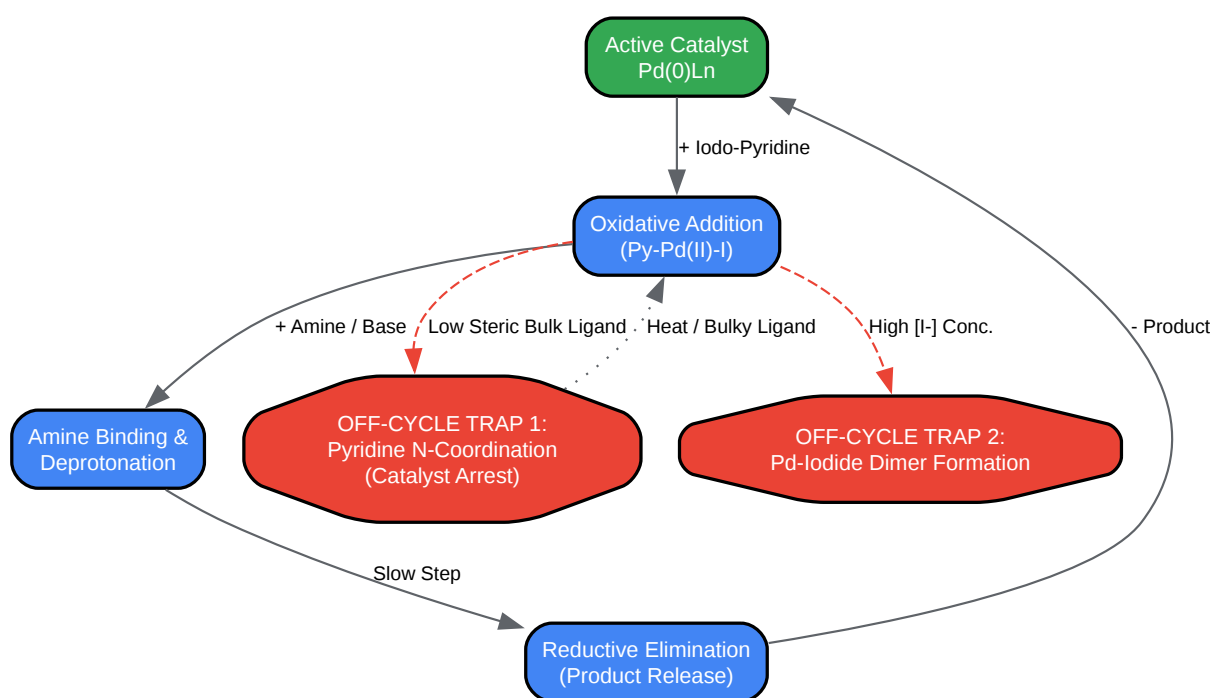 Active Catalyst
Pd(0)Ln
+ Iodo-Pyridine
Oxidative Addition
(Py-Pd(II)-I)
+ Amine / Base
Low Steric Bulk Ligand
Heat / Bulky Ligand
High [I-] Conc.
- Product
Amine Binding &
Deprotonation
OFF-CYCLE TRAP 1:
Pyridine N-Coordination
(Catalyst Arrest)
OFF-CYCLE TRAP 2:
Pd-Iodide Dimer Formation
Slow Step
Reductive Elimination
(Product Release)